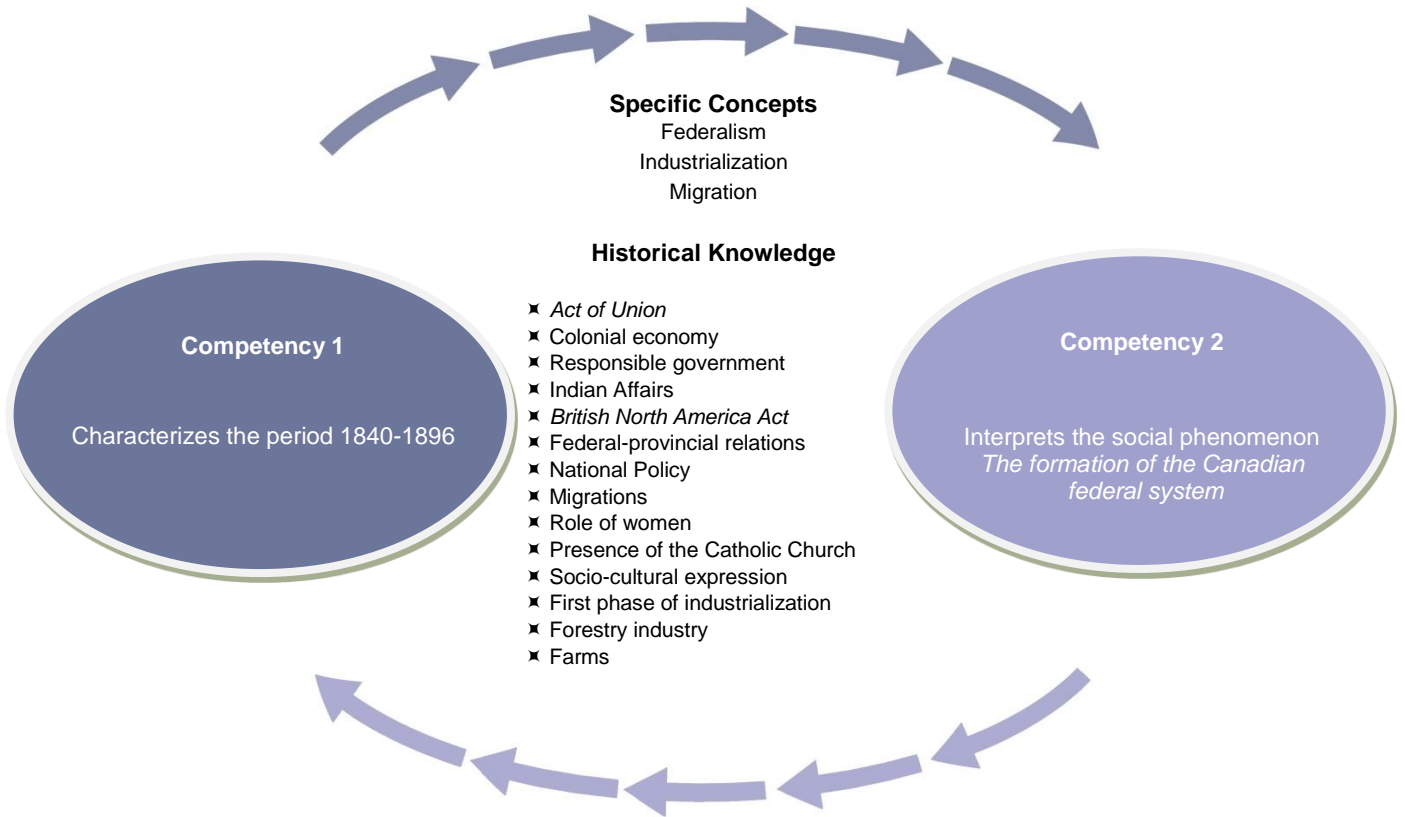 Specific Concepts
Federalism
Industrialization
Migration
Historical Knowledge
Act of Union
Colonial economy
Responsible government
Indian Affairs
British North America Act
Federal-provincial relations
National Policy
Migrations
Role of women
Presence of the Catholic Church
Socio-cultural expression
First phase of industrialization
Forestry industry
Farms
Competency 1
Characterizes the period 1840-1896
Competency 2
Interprets the social phenomenon
The formation of the Canadian
federal system